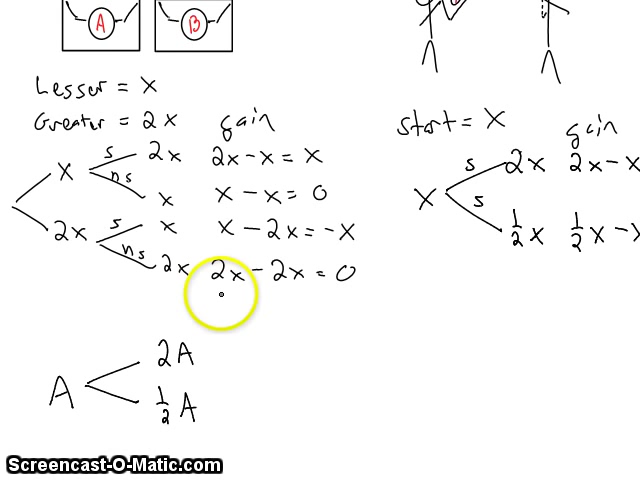 A B
Lesser = x
Greater = 2x gain
x s 2x 2x - x = x
ns x x - x = 0
2x s x x - 2x = -x
ns 2x 2x - 2x = 0
start = x gain
x s 2x 2x - x
s 1/2 x 1/2 x -
A 2A
1/2 A
Screencast-O-Matic.com